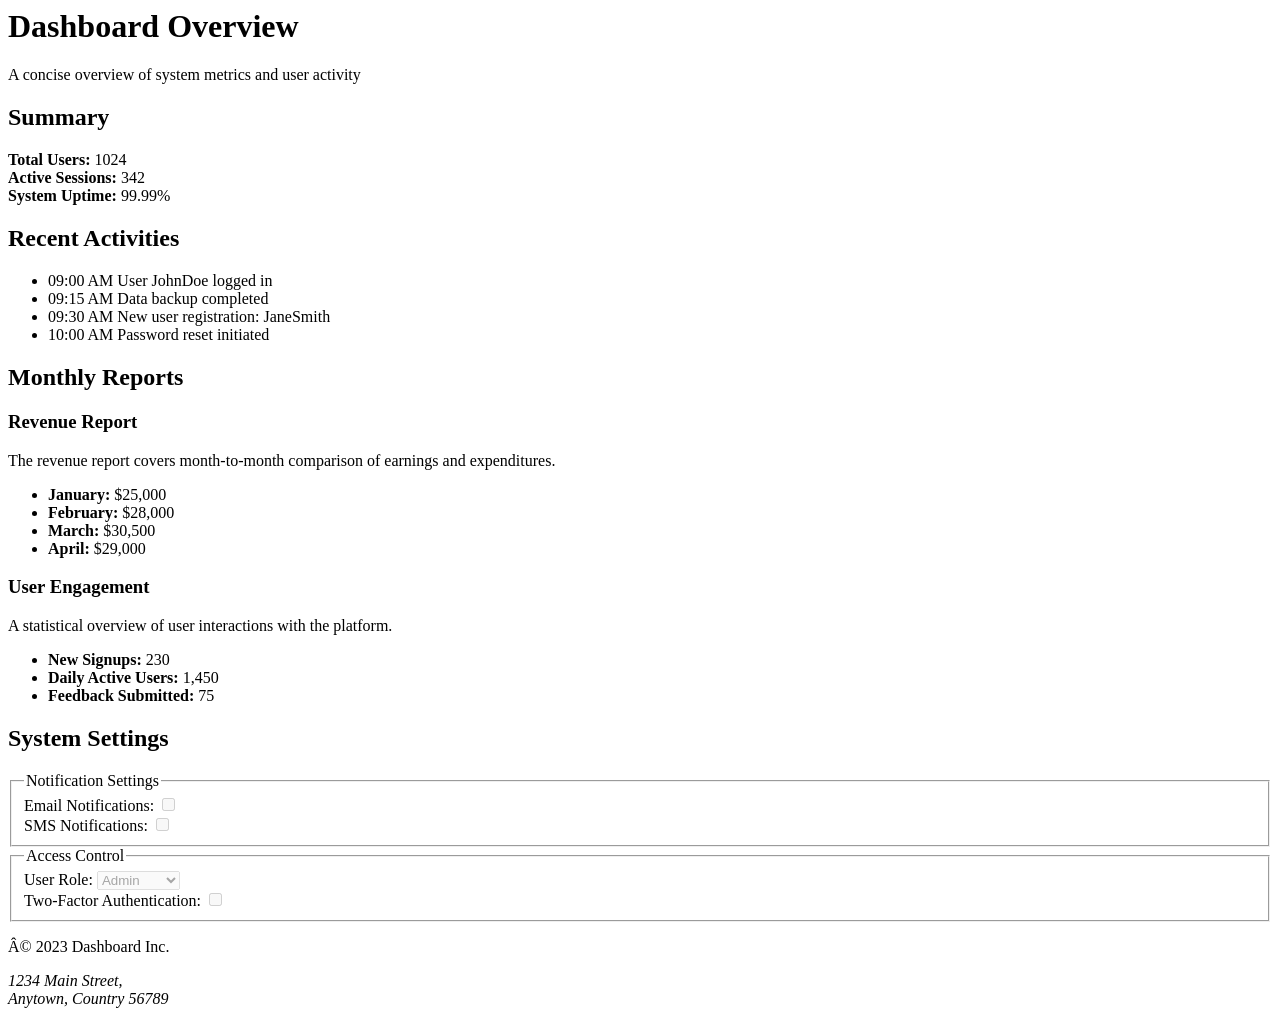 Dashboard Overview
A concise overview of system metrics and user activity
Summary
Total Users: 1024
Active Sessions: 342
System Uptime: 99.99%
Recent Activities
09:00 AM User JohnDoe logged in
09:15 AM Data backup completed
09:30 AM New user registration: JaneSmith
10:00 AM Password reset initiated
Monthly Reports
Revenue Report
The revenue report covers month-to-month comparison of earnings and expenditures.
January: $25,000
February: $28,000
March: $30,500
April: $29,000
User Engagement
A statistical overview of user interactions with the platform.
New Signups: 230
Daily Active Users: 1,450
Feedback Submitted: 75
System Settings
Notification Settings
Email Notifications:
SMS Notifications:
Access Control
User Role: Admin
Two-Factor Authentication:
Â© 2023 Dashboard Inc.
1234 Main Street,
Anytown, Country 56789